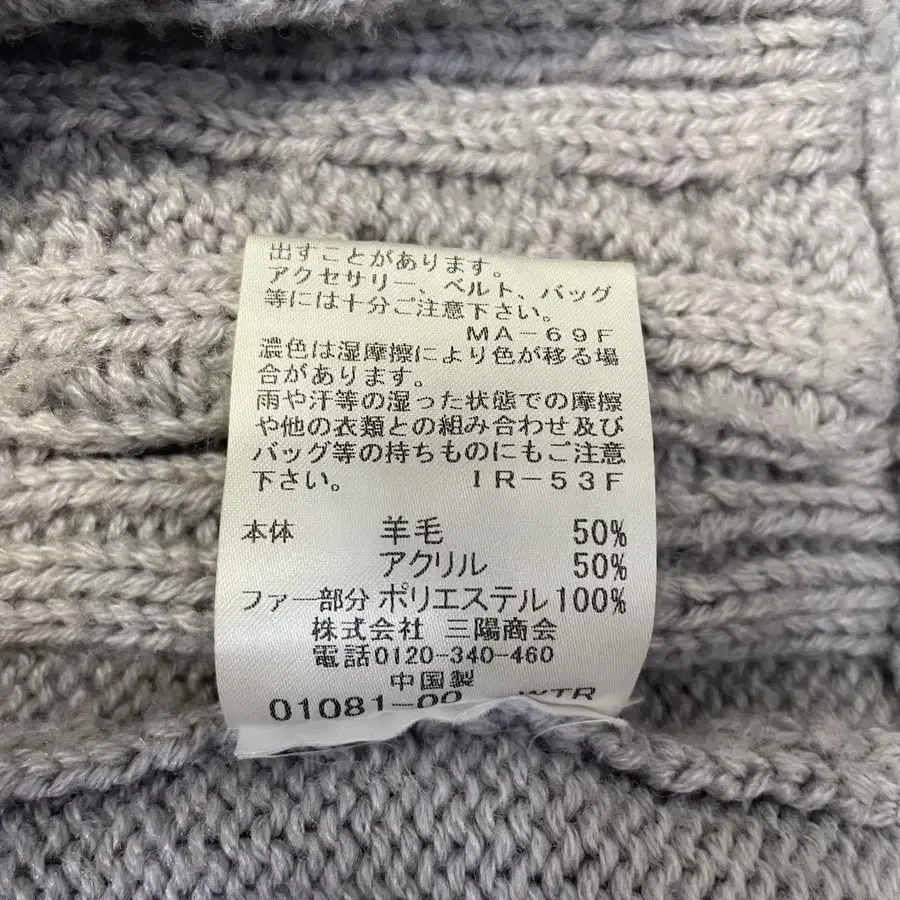 出すことがあります。
アクセサリー、ベルト、バッグ
等には十分ご注意下さい。
MA-69F
濃色は湿摩擦により色が移る場
合があります。
雨や汗等の湿った状態での摩擦
や他の衣類との組み合わせ及び
バッグ等の持ちものにもご注意
下さい。 IR-53F
本体 羊毛 50%
アクリル 50%
ファー部分 ポリエステル 100%
株式会社 三陽商会
電話0120-340-460
中国製
01081-00 WTR